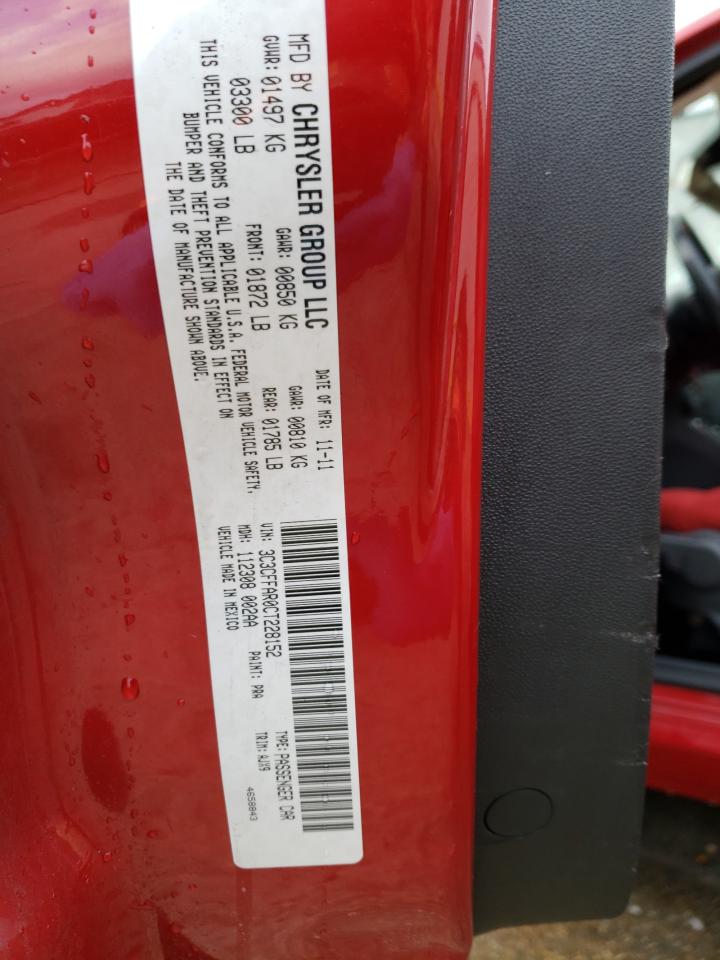 MFD BY CHRYSLER GROUP LLC DATE OF MFR: 11-11
GVWR: 01497 KG GAWR: 00850 KG GAWR: 00810 KG
03300 LB FRONT: 01872 LB REAR: 01785 LB
THIS VEHICLE CONFORMS TO ALL APPLICABLE U.S.A. FEDERAL MOTOR VEHICLE SAFETY,
BUMPER AND THEFT PREVENTION STANDARDS IN EFFECT ON
THE DATE OF MANUFACTURE SHOWN ABOVE.
VIN: 3C3CFFAR0CT228152 TYPE: PASSENGER CAR
MDH: 112308 002AA PAINT: PRA TRIM: AJX9
VEHICLE MADE IN MEXICO 4658843